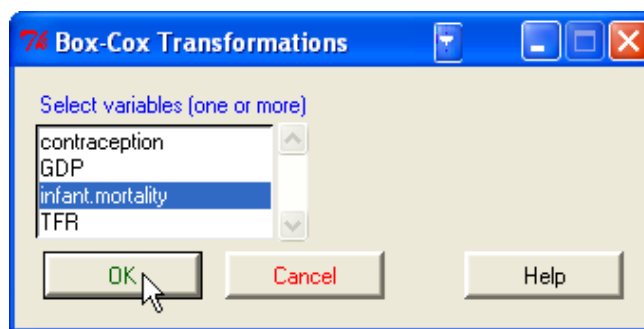 Box-Cox Transformations
Select variables (one or more)
contraception
GDP
infant.mortality
TFR
OK Cancel Help